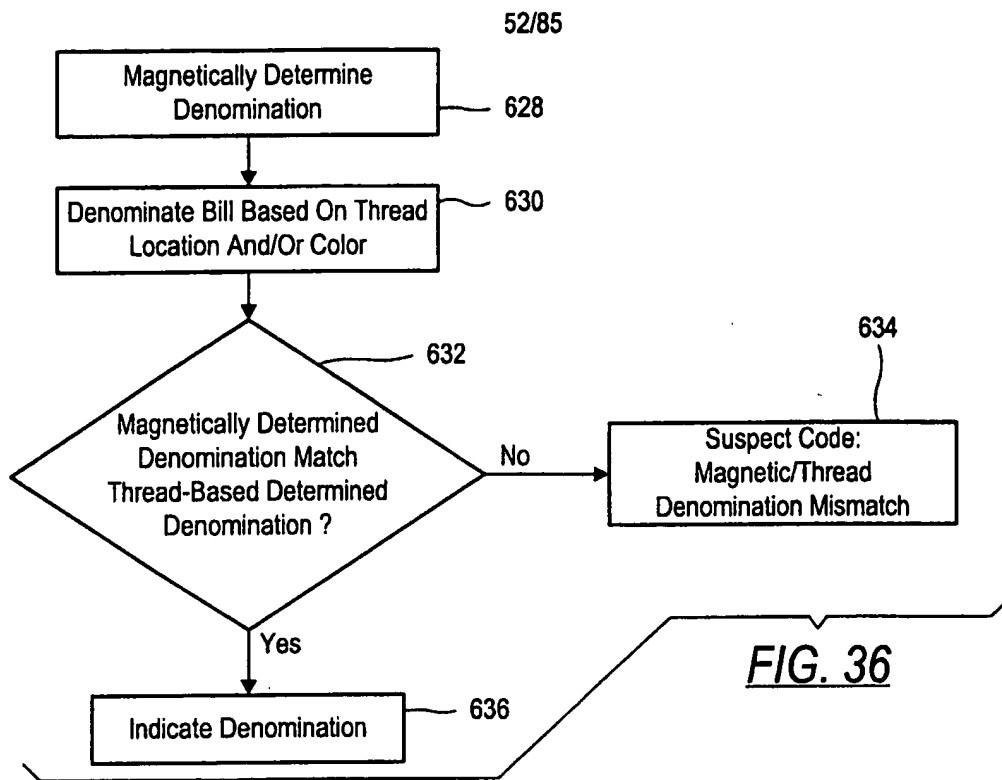 52/85
Magnetically Determine
Denomination
628
Denominate Bill Based On Thread
Location And/Or Color
630
632
Magnetically Determined
Denomination Match
Thread-Based Determined
Denomination ?
No
634
Suspect Code:
Magnetic/Thread
Denomination Mismatch
Yes
Indicate Denomination
636
FIG. 36